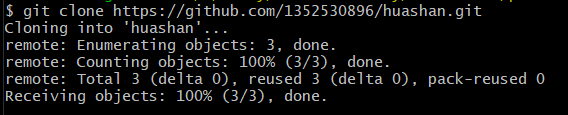 $ git clone https://github.com/1352530896/huashan.git
Cloning into 'huashan'...
remote: Enumerating objects: 3, done.
remote: Counting objects: 100% (3/3), done.
remote: Total 3 (delta 0), reused 3 (delta 0), pack-reused 0
Receiving objects: 100% (3/3), done.